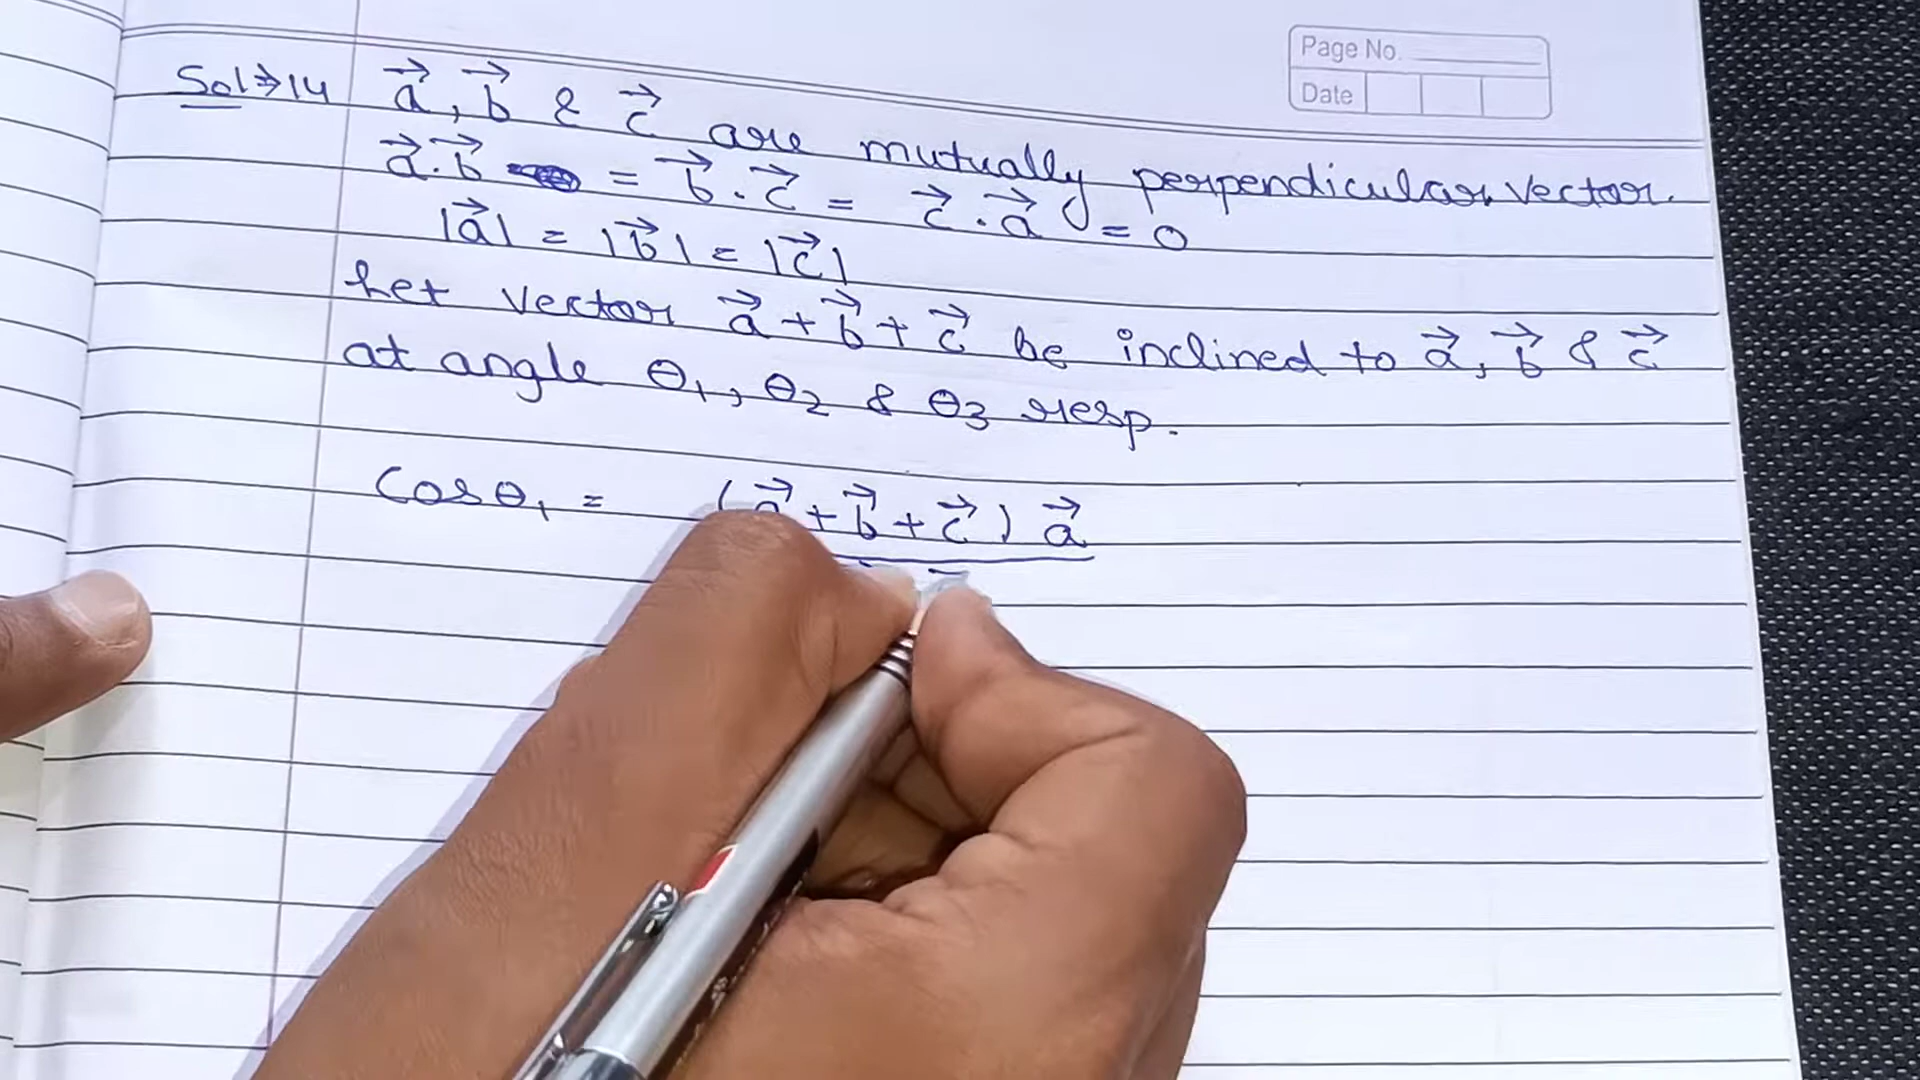 Page No.
Date
Sol⇒14 a⃗, b⃗ & c⃗ are mutually perpendicular vector.
a⃗.b⃗ = b⃗.c⃗ = c⃗.a⃗ = 0
|a⃗| = |b⃗| = |c⃗|
Let vector a⃗+b⃗+c⃗ be inclined to a⃗, b⃗ & c⃗
at angle θ₁, θ₂ & θ₃ resp.
Cosθ₁ = (a⃗+b⃗+c⃗) a⃗